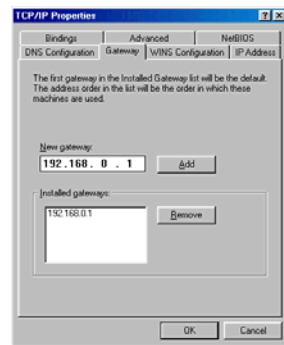 TCP/IP Properties
Bindings Advanced NetBIOS
DNS Configuration Gateway WINS Configuration IP Address
The first gateway in the Installed Gateway list will be the default.
The address order in the list will be the order in which these
machines are used.
New gateway:
192.168. 0 . 1 Add
Installed gateways:
192.168.0.1 Remove
OK Cancel